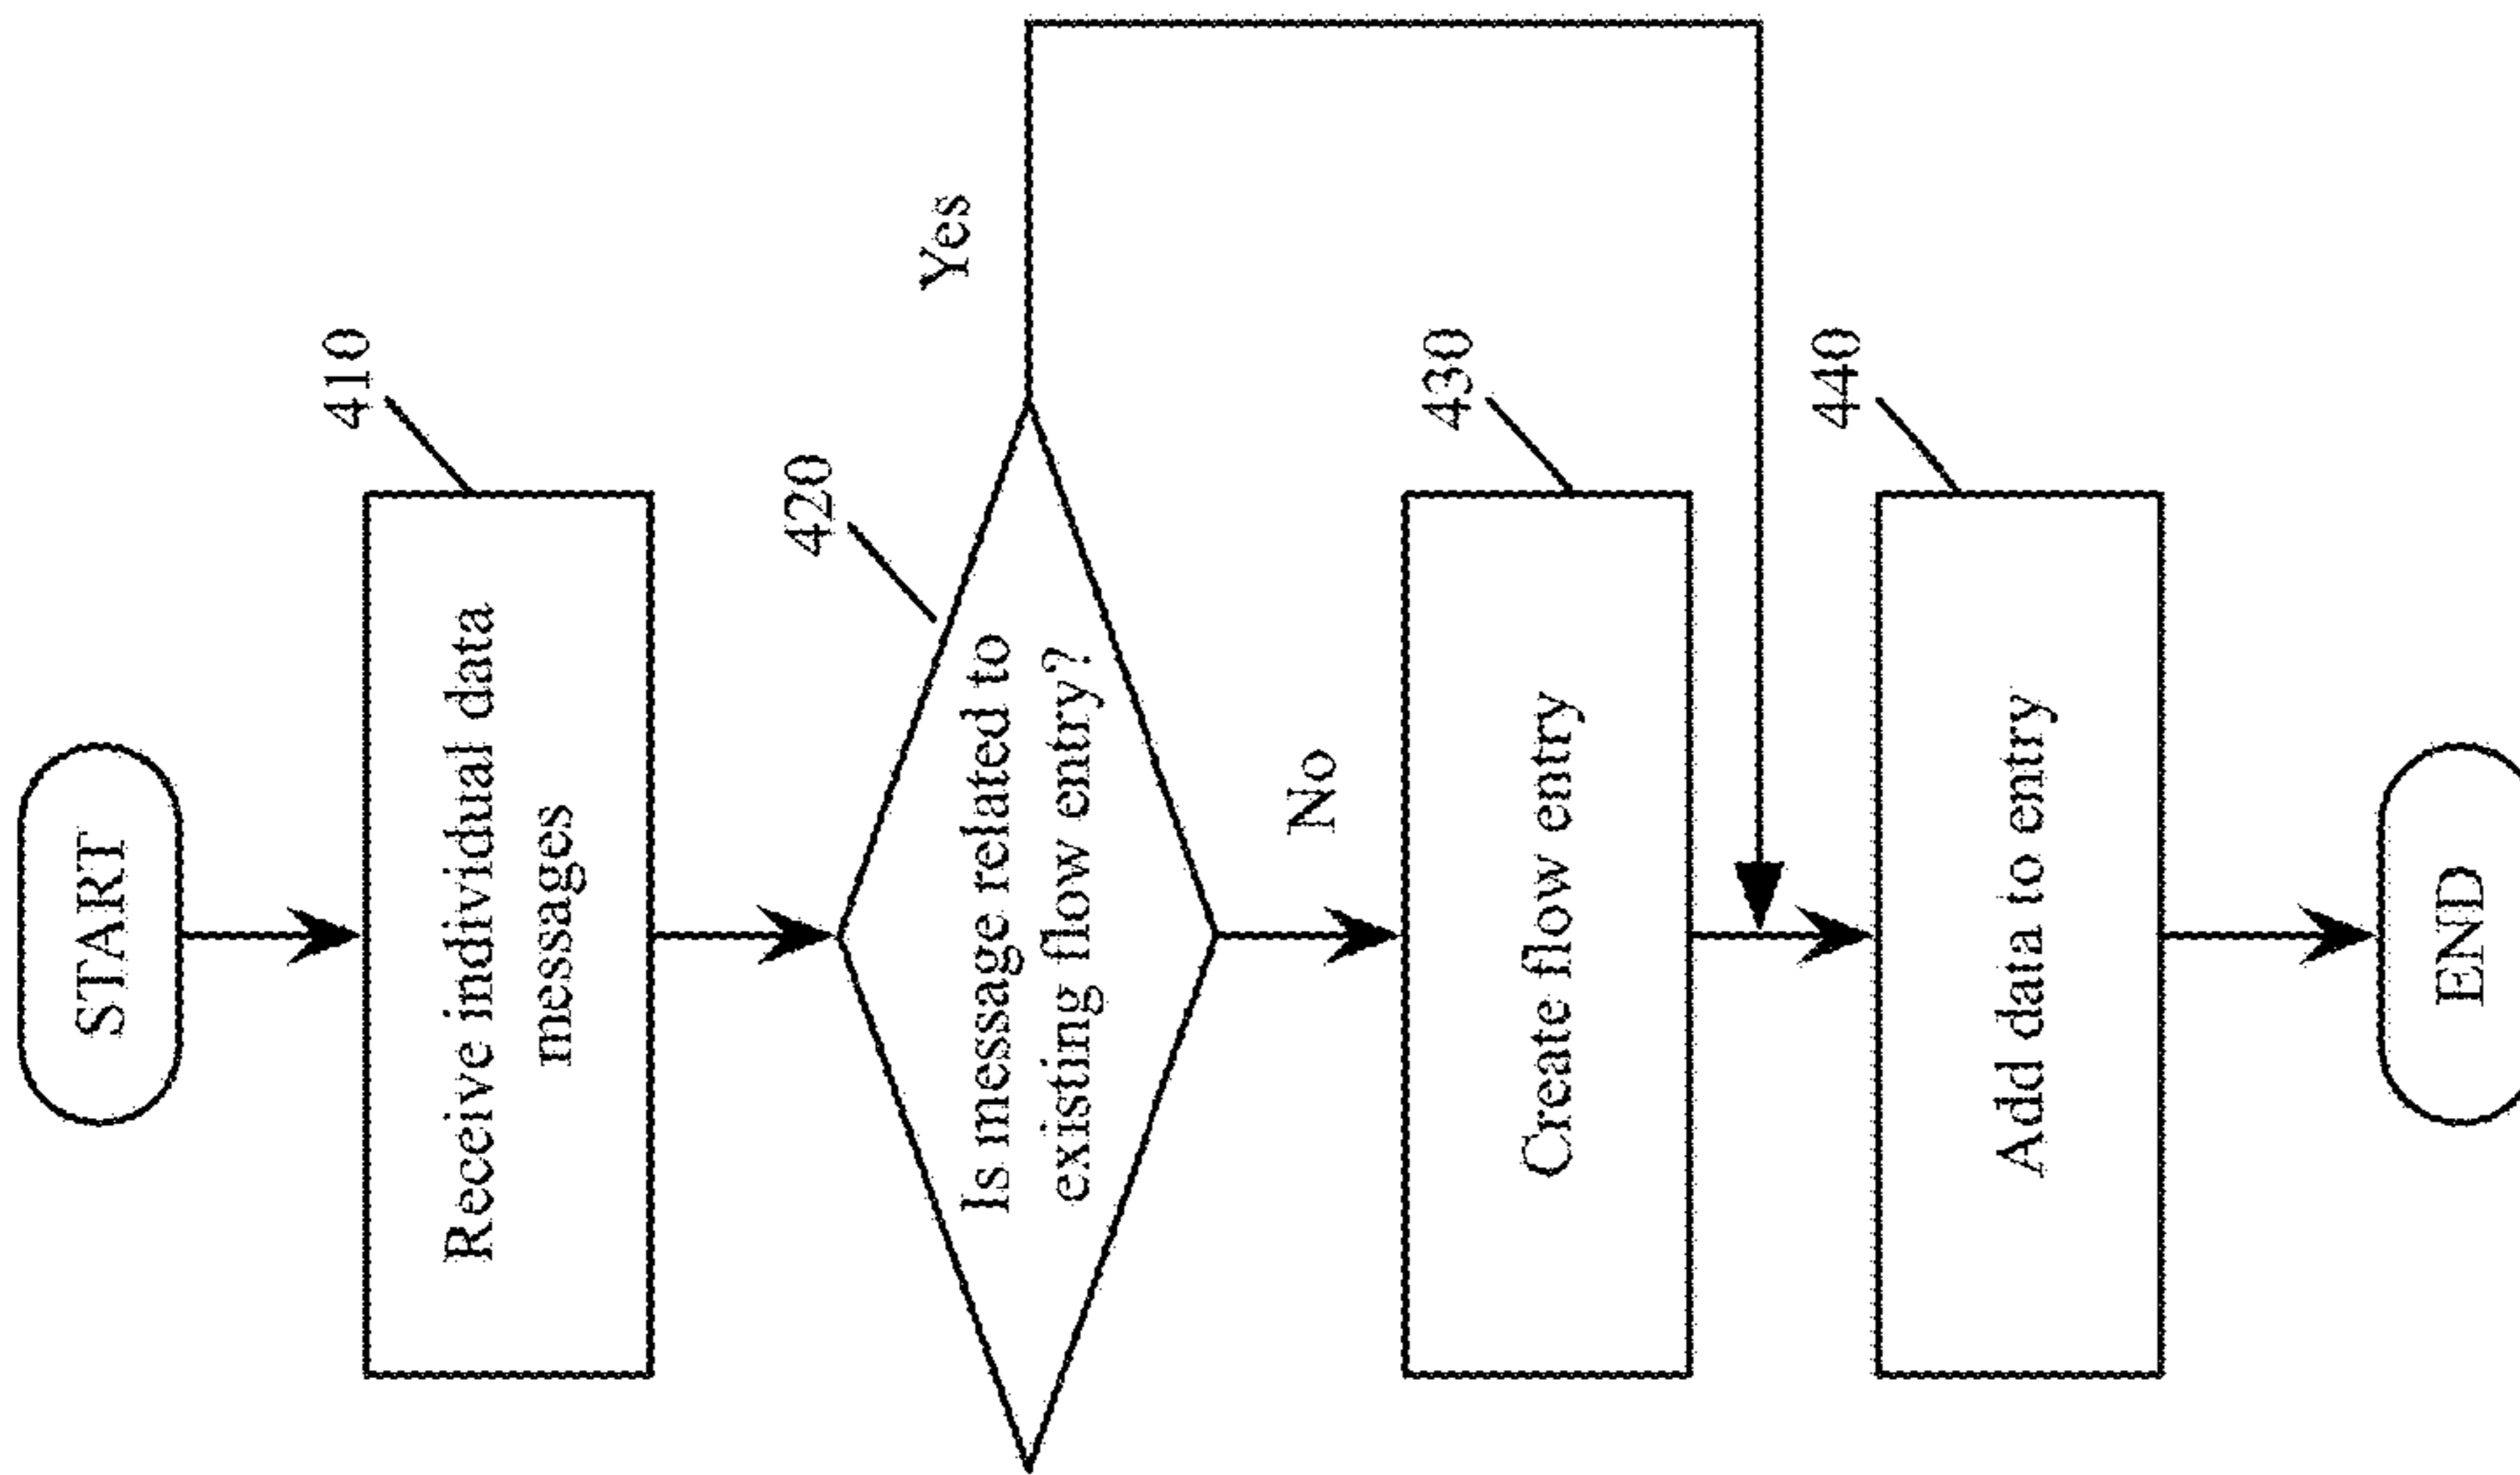 START
410
Receive individual data
messages
420
Is message related to
existing flow entry?
Yes
No
430
Create flow entry
440
Add data to entry
END